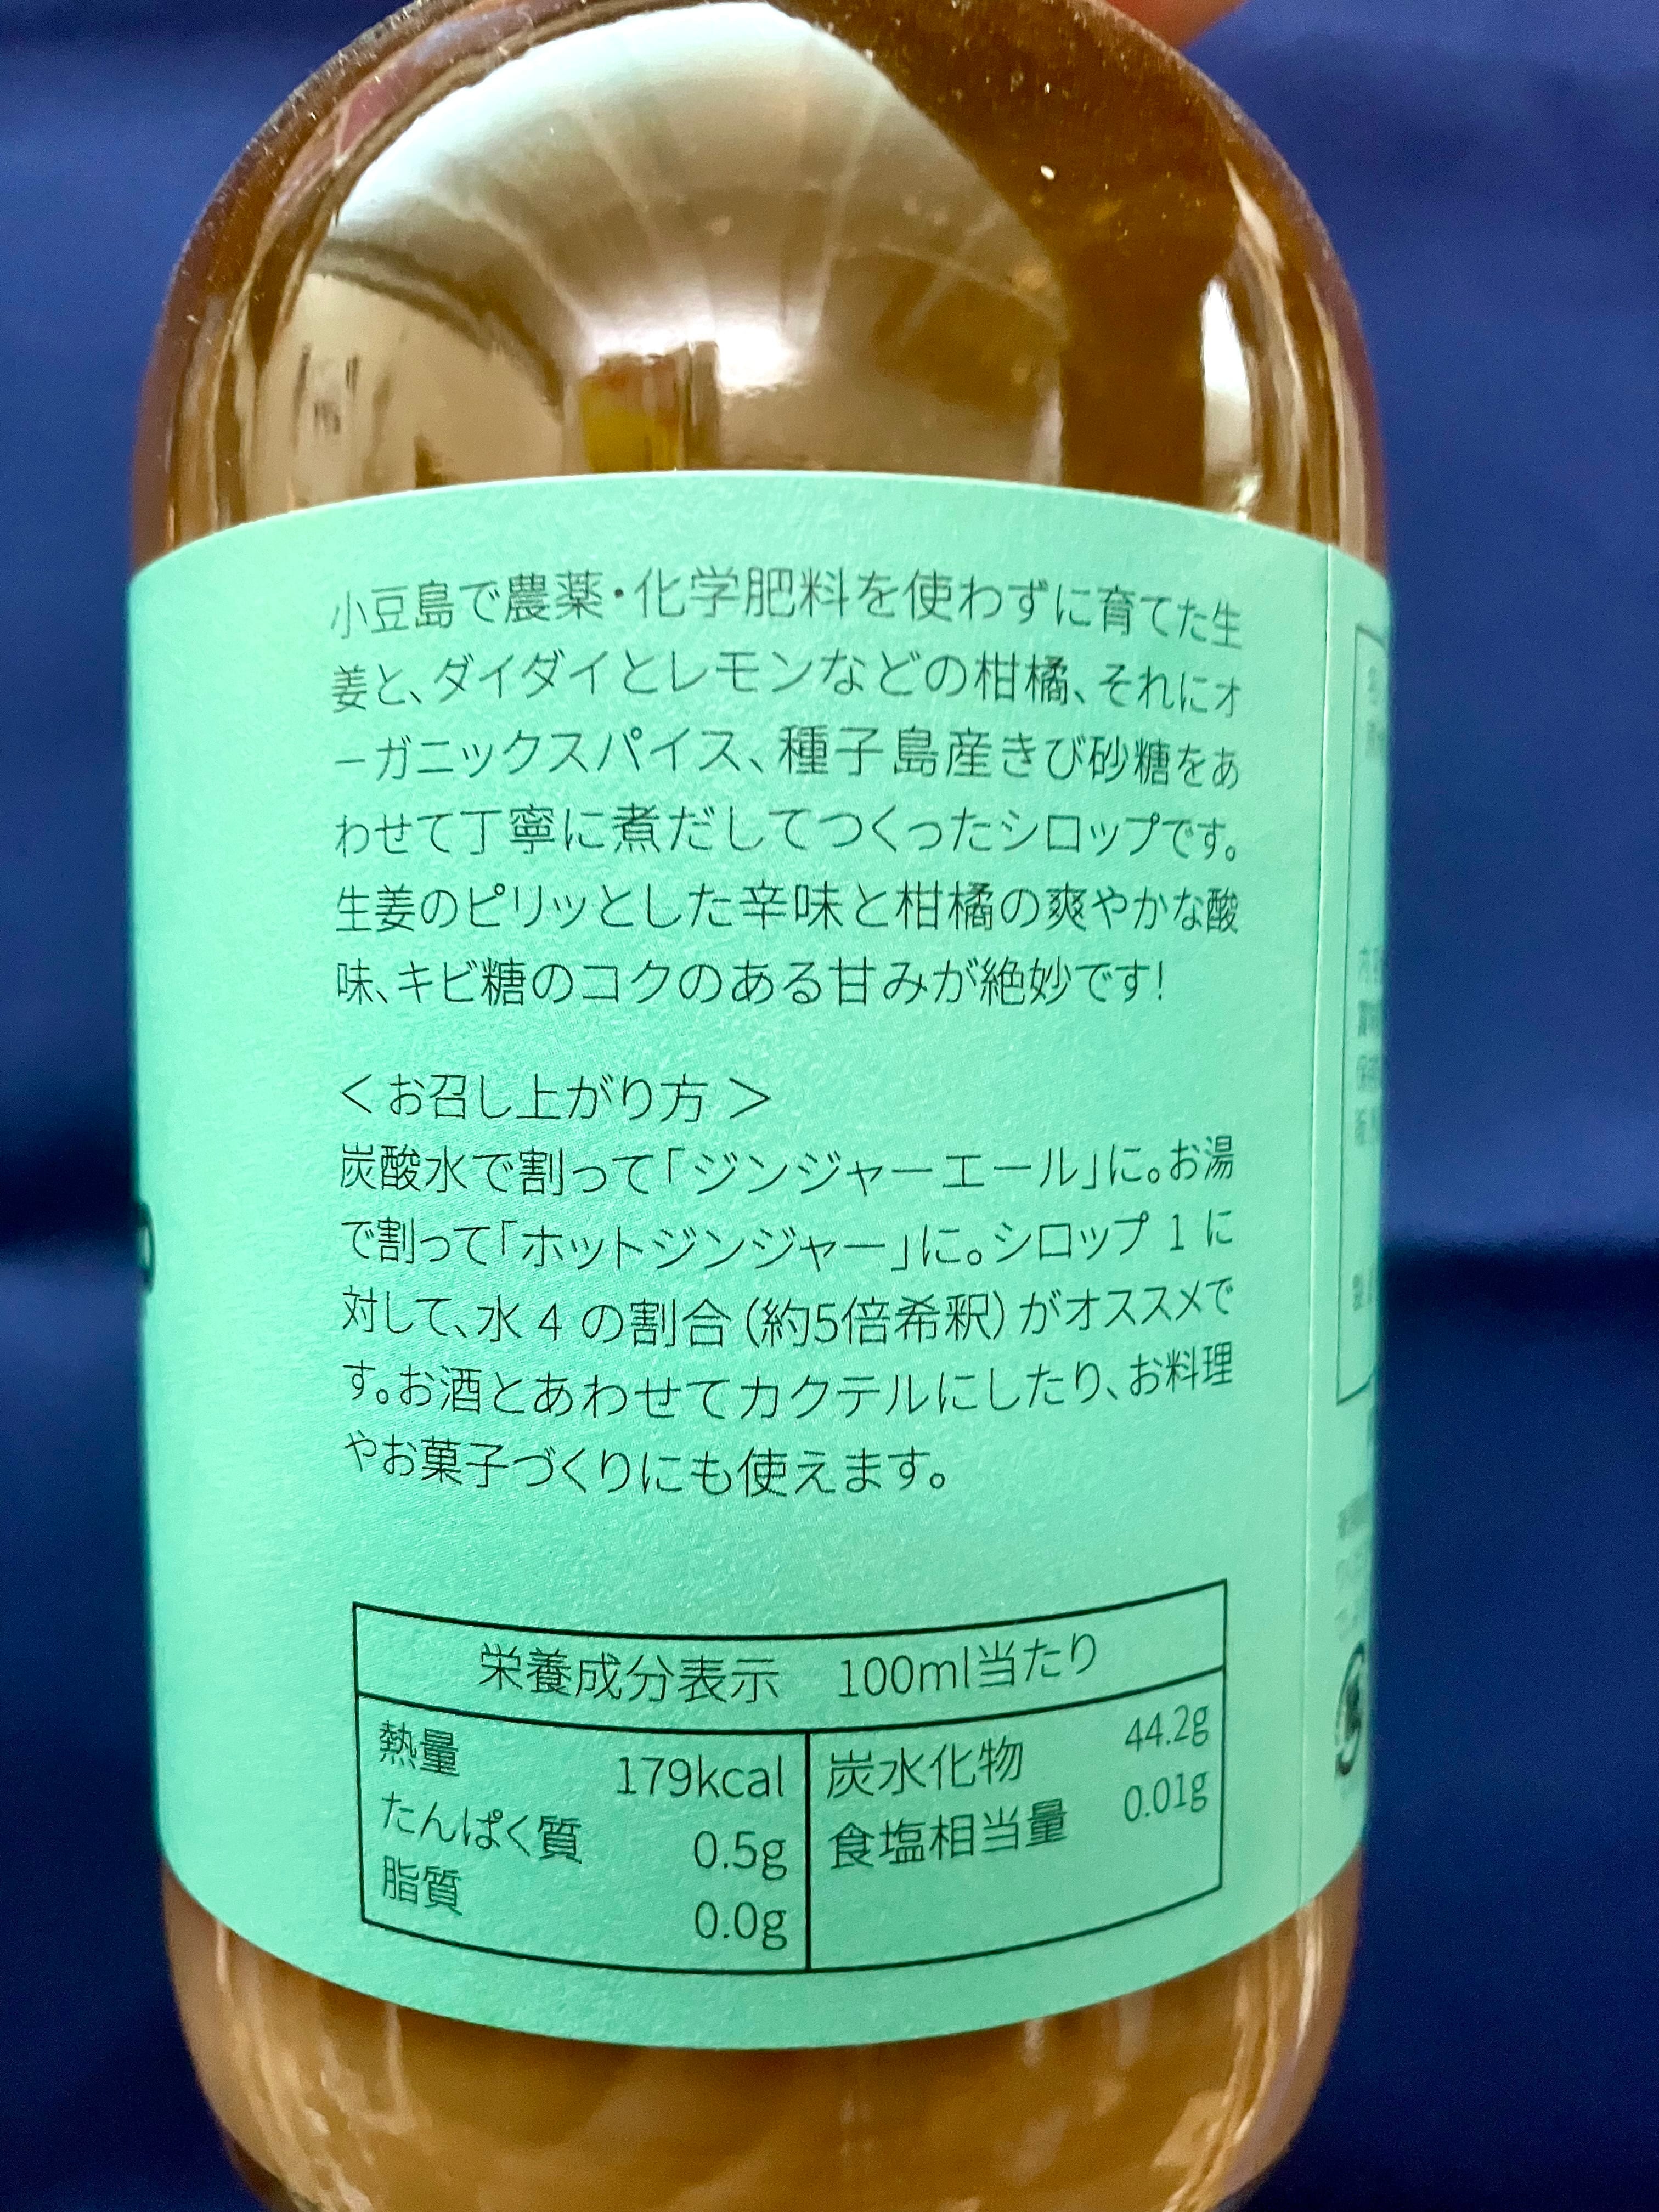 小豆島で農薬・化学肥料を使わずに育てた生
姜と、ダイダイとレモンなどの柑橘、それにオ
ーガニックスパイス、種子島産きび砂糖をあ
わせて丁寧に煮だしてつくったシロップです。
生姜のピリッとした辛味と柑橘の爽やかな酸
味、キビ糖のコクのある甘みが絶妙です!
＜お召し上がり方＞
炭酸水で割って「ジンジャーエール」に。お湯
で割って「ホットジンジャー」に。シロップ 1 に
対して、水 4 の割合(約5倍希釈)がオススメで
す。お酒とあわせてカクテルにしたり、お料理
やお菓子づくりにも使えます。
栄養成分表示 100ml当たり
熱量 179kcal
たんぱく質 0.5g
脂質 0.0g
炭水化物 44.2g
食塩相当量 0.01g